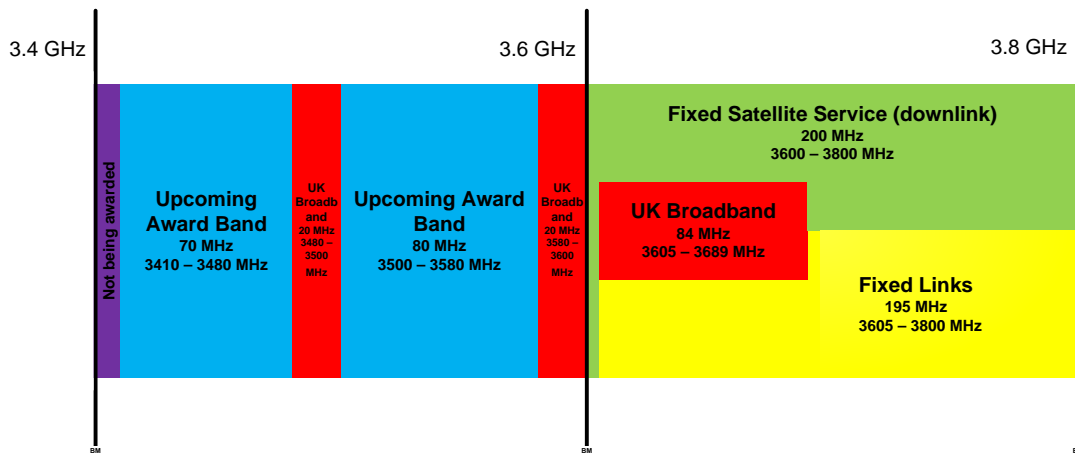 3.4 GHz
3.6 GHz
3.8 GHz
Not being awarded
Upcoming
Award Band
70 MHz
3410 – 3480 MHz
UK
Broadb
and
20 MHz
3480 –
3500
MHz
Upcoming Award
Band
80 MHz
3500 – 3580 MHz
UK
Broadb
and
20 MHz
3580 –
3600
MHz
Fixed Satellite Service (downlink)
200 MHz
3600 – 3800 MHz
UK Broadband
84 MHz
3605 – 3689 MHz
Fixed Links
195 MHz
3605 – 3800 MHz
BM
BM